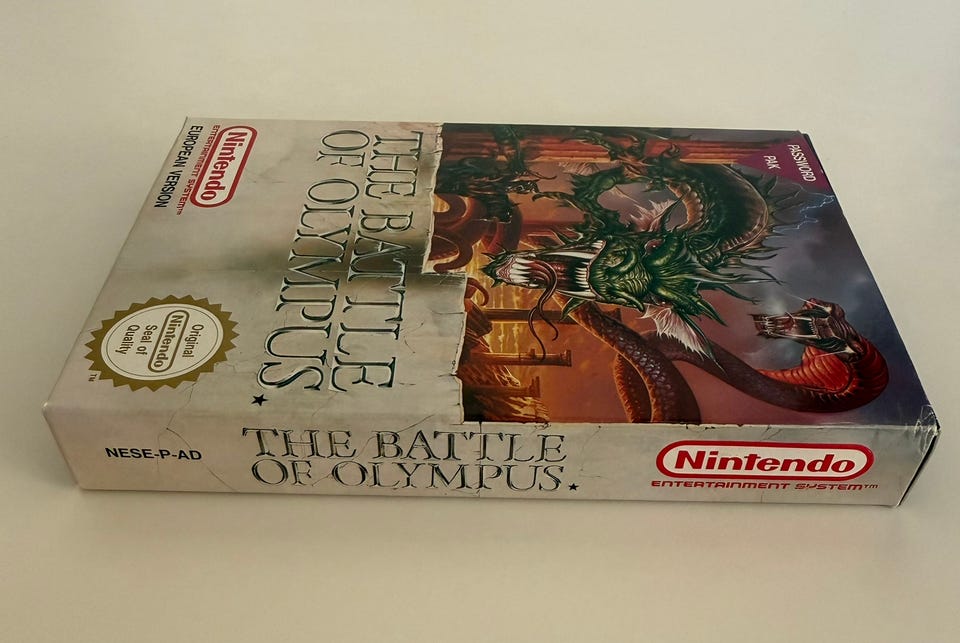 PASSWORD
PAK
THE BATTLE
OF OLYMPUS.
Nintendo
ENTERTAINMENT SYSTEM™
EUROPEAN VERSION
Original
Nintendo
Seal of
Quality
TM
NESE-P-AD
THE BATTLE
OF OLYMPUS.
Nintendo
ENTERTAINMENT SYSTEM™